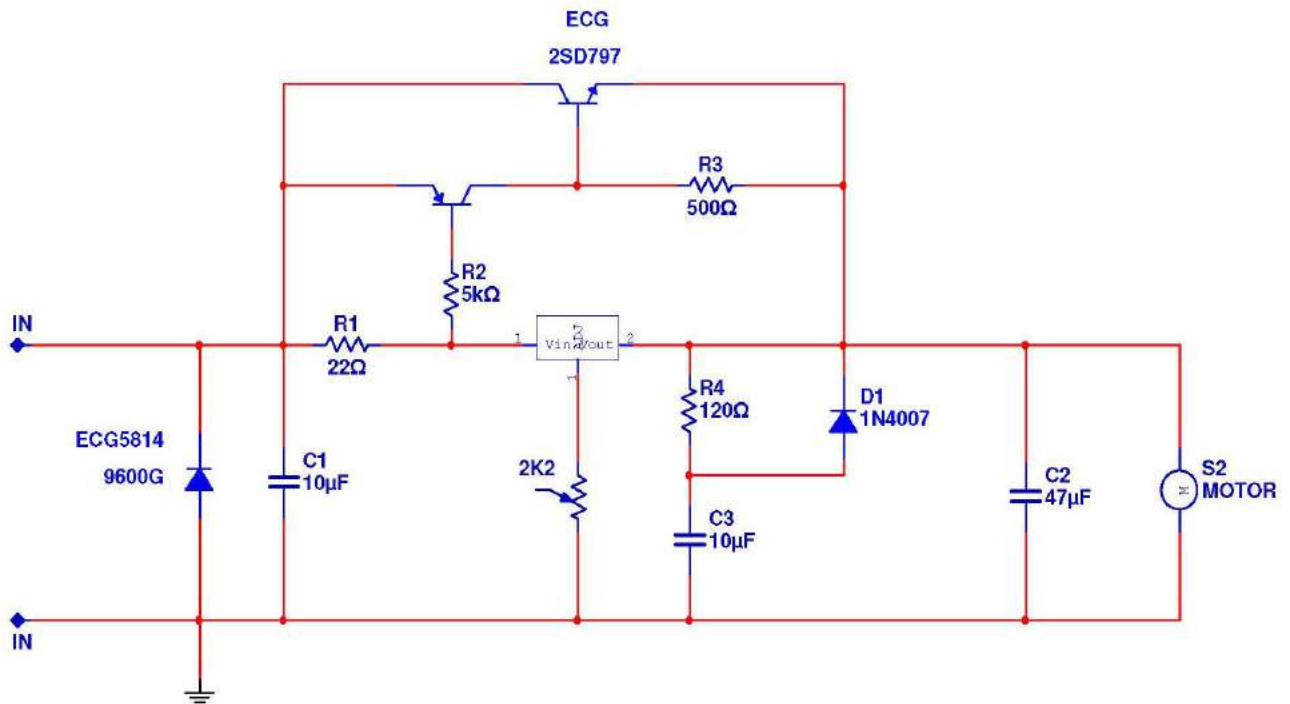 ECG
2SD797
R3
500Ω
R2
5kΩ
IN
R1
22Ω
1
Vin
Vout
2
1
R4
120Ω
D1
1N4007
ECG5814
9600G
C1
10µF
2K2
C3
10µF
C2
47µF
S2
MOTOR
M
IN